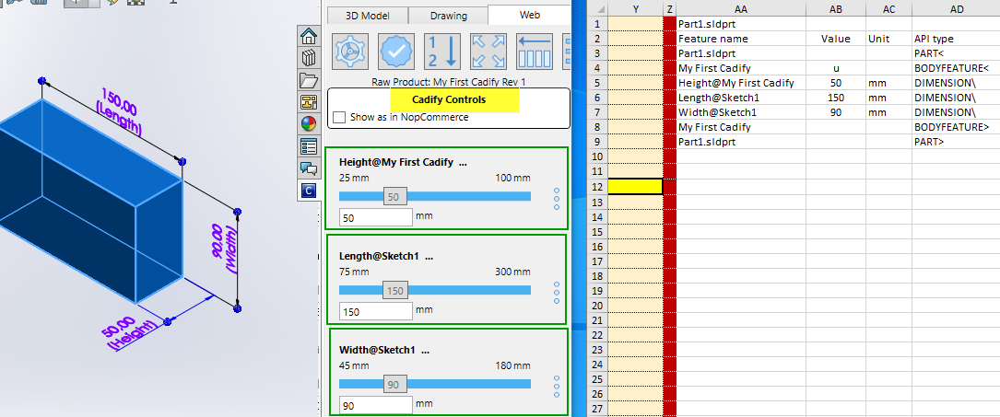 150.00
(Length)
90.00
(Width)
50.00
(Height)
C
3D Model Drawing Web
1 2
Raw Product: My First Cadify Rev 1
Cadify Controls
Show as in NopCommerce
Height@My First Cadify ...
25 mm 100 mm
50
50 mm
Length@Sketch1 ...
75 mm 300 mm
150
150 mm
Width@Sketch1 ...
45 mm 180 mm
90
90 mm
Y Z AA AB AC AD
1 Part1.sldprt
2 Feature name Value Unit API type
3 Part1.sldprt PART<
4 My First Cadify u BODYFEATURE<
5 Height@My First Cadify 50 mm DIMENSION\
6 Length@Sketch1 150 mm DIMENSION\
7 Width@Sketch1 90 mm DIMENSION\
8 My First Cadify BODYFEATURE>
9 Part1.sldprt PART>
10
11
12
13
14
15
16
17
18
19
20
21
22
23
24
25
26
27